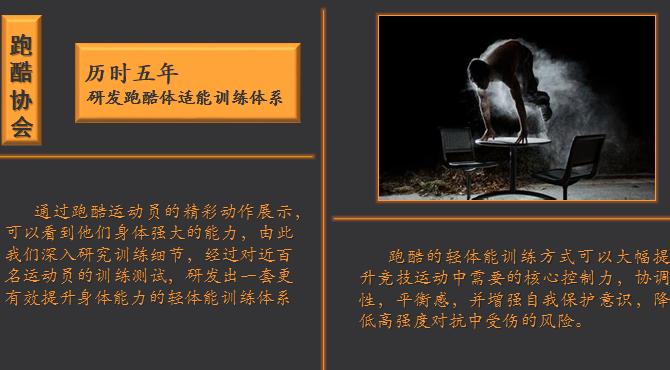 跑酷协会
历时五年
研发跑酷体适能训练体系
通过跑酷运动员的精彩动作展示，
可以看到他们身体强大的能力，由此
我们深入研究训练细节，经过对近百
名运动员的训练测试，研发出一套更
有效提升身体能力的轻体能训练体系
跑酷的轻体能训练方式可以大幅提
升竞技运动中需要的核心控制力，协调
性，平衡感，并增强自我保护意识，降
低高强度对抗中受伤的风险。